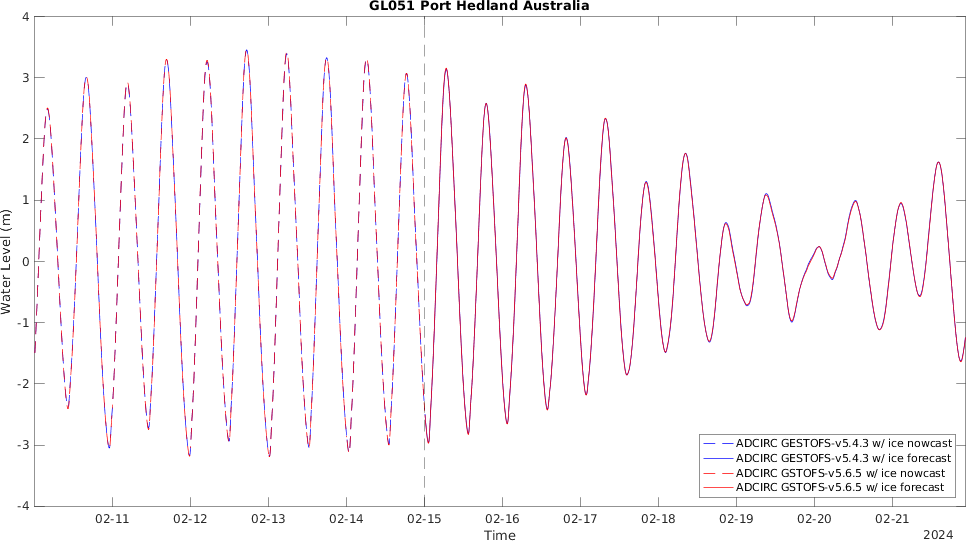 GL051 Port Hedland Australia
4
3
2
1
0
-1
-2
-3
-4
Water Level (m)
ADCIRC GESTOFS-v5.4.3 w/ ice nowcast
ADCIRC GESTOFS-v5.4.3 w/ ice forecast
ADCIRC GSTOFS-v5.6.5 w/ ice nowcast
ADCIRC GSTOFS-v5.6.5 w/ ice forecast
02-11 02-12 02-13 02-14 02-15 02-16 02-17 02-18 02-19 02-20 02-21
Time
2024